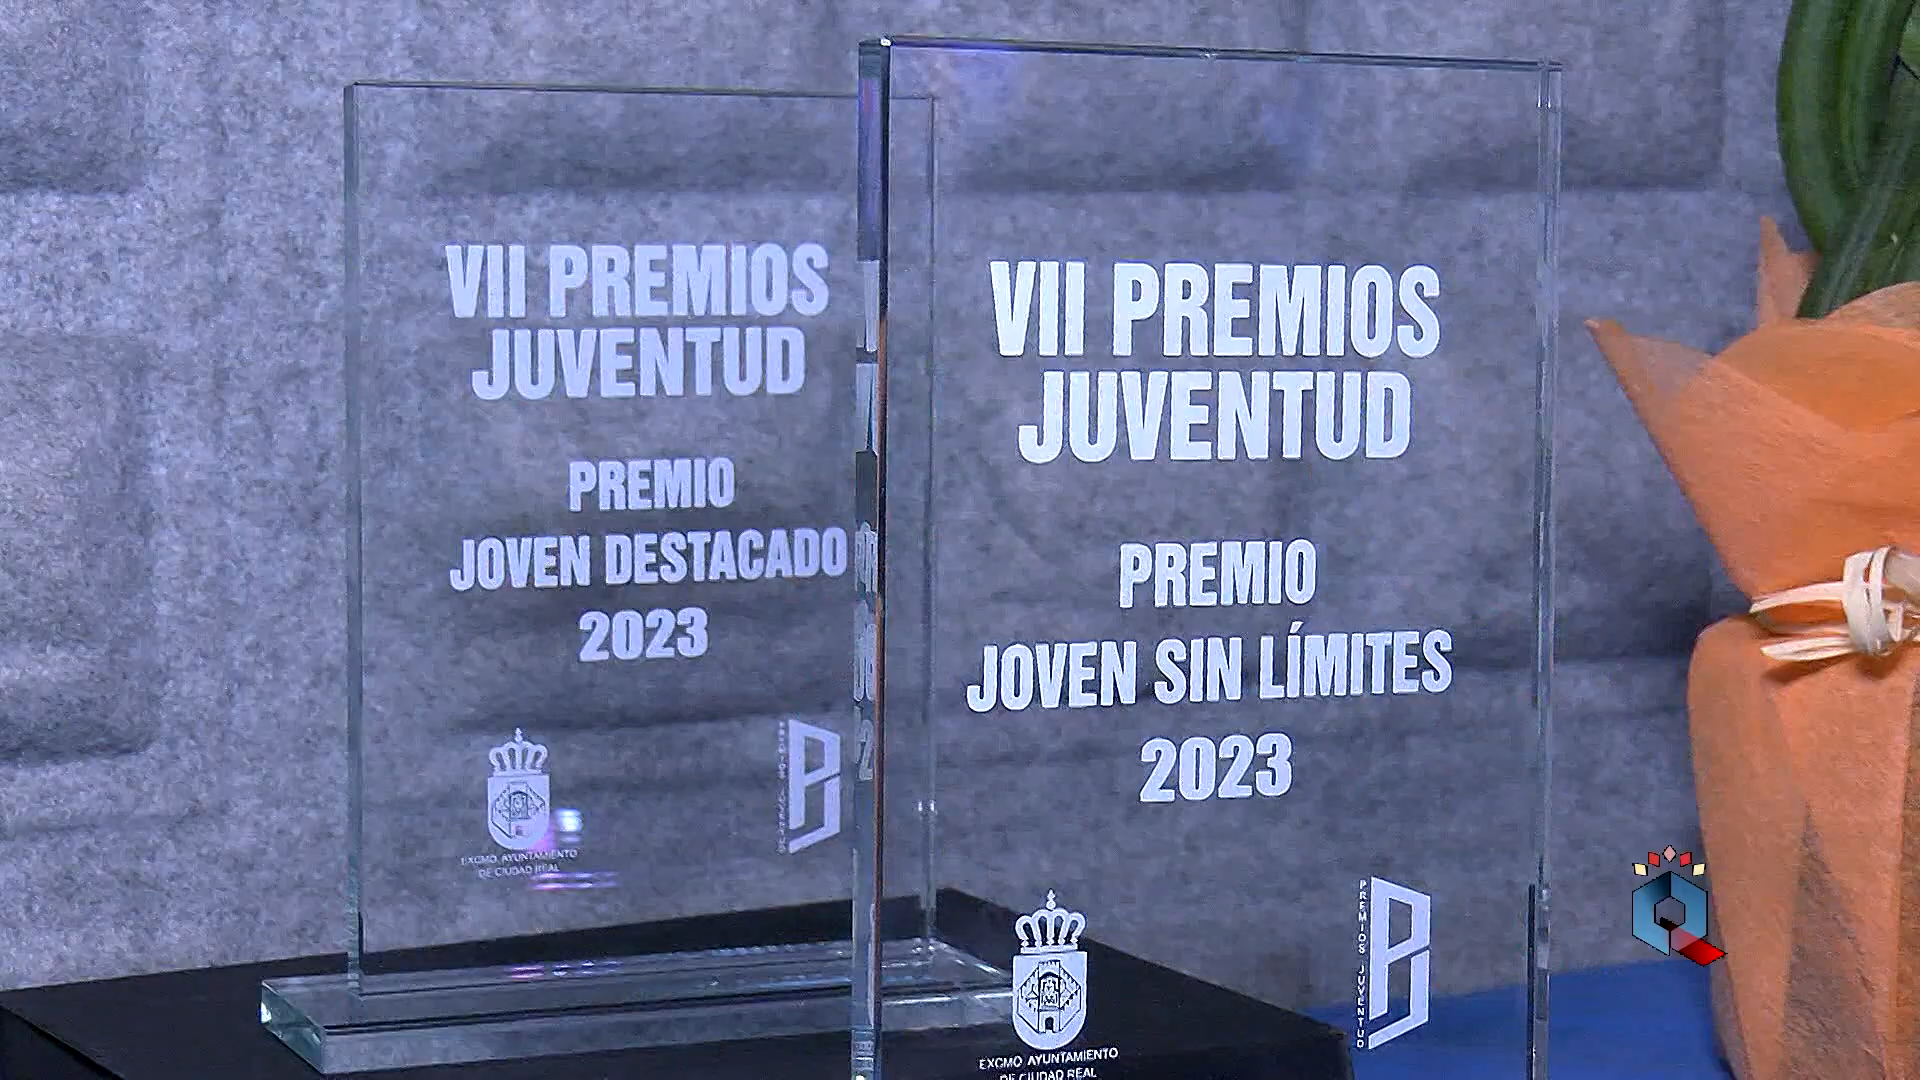 VII PREMIOS
JUVENTUD
PREMIO
JOVEN DESTACADO
2023
EXCMO AYUNTAMIENTO
DE CIUDAD REAL
PREMIOS JUVENTUD
VII PREMIOS
JUVENTUD
PREMIO
JOVEN SIN LÍMITES
2023
EXCMO AYUNTAMIENTO
DE CIUDAD REAL
PREMIOS JUVENTUD